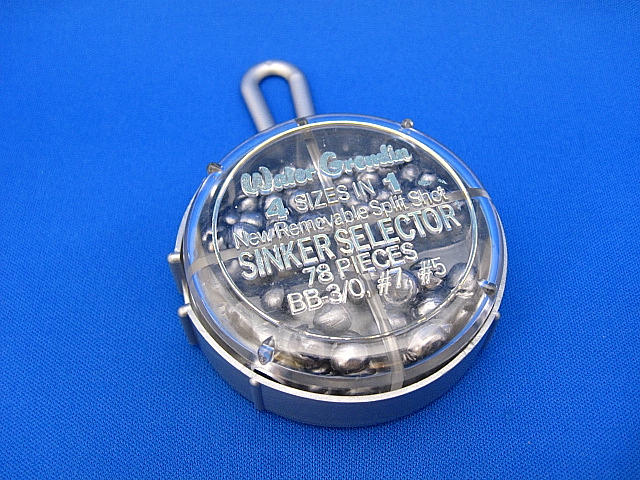 Water Gremlin
4 SIZES IN 1
New Removable Split Shot
SINKER SELECTOR
78 PIECES
BB 3/0, #7, #5